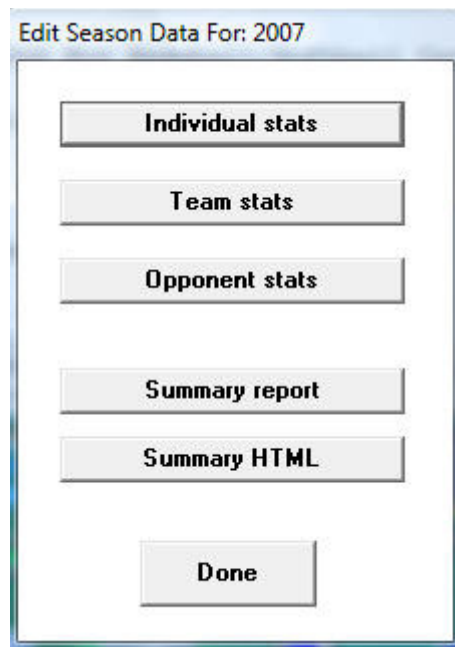 Edit Season Data For: 2007
Individual stats
Team stats
Opponent stats
Summary report
Summary HTML
Done